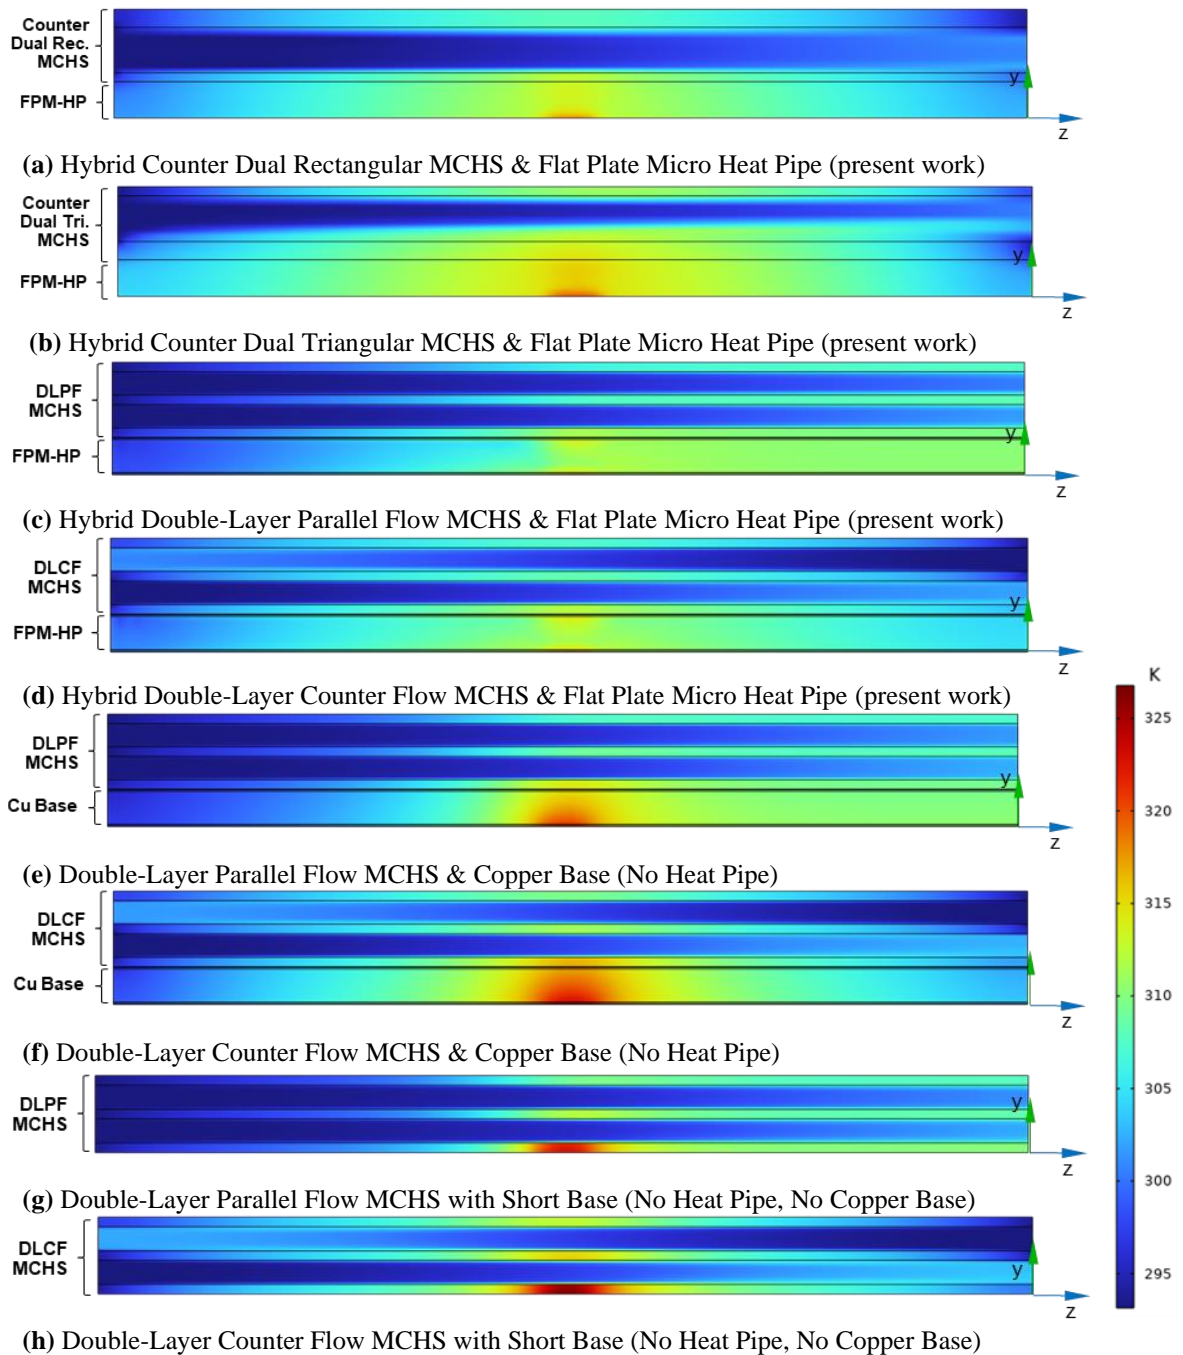 Counter
Dual Rec.
MCHS
FPM-HP
y
z
(a) Hybrid Counter Dual Rectangular MCHS & Flat Plate Micro Heat Pipe (present work)
Counter
Dual Tri.
MCHS
FPM-HP
y
z
(b) Hybrid Counter Dual Triangular MCHS & Flat Plate Micro Heat Pipe (present work)
DLPF
MCHS
FPM-HP
y
z
(c) Hybrid Double-Layer Parallel Flow MCHS & Flat Plate Micro Heat Pipe (present work)
DLCF
MCHS
FPM-HP
y
z
(d) Hybrid Double-Layer Counter Flow MCHS & Flat Plate Micro Heat Pipe (present work)
DLPF
MCHS
Cu Base
y
z
(e) Double-Layer Parallel Flow MCHS & Copper Base (No Heat Pipe)
DLCF
MCHS
Cu Base
z
(f) Double-Layer Counter Flow MCHS & Copper Base (No Heat Pipe)
DLPF
MCHS
y
z
(g) Double-Layer Parallel Flow MCHS with Short Base (No Heat Pipe, No Copper Base)
DLCF
MCHS
y
z
(h) Double-Layer Counter Flow MCHS with Short Base (No Heat Pipe, No Copper Base)
K
325
320
315
310
305
300
295